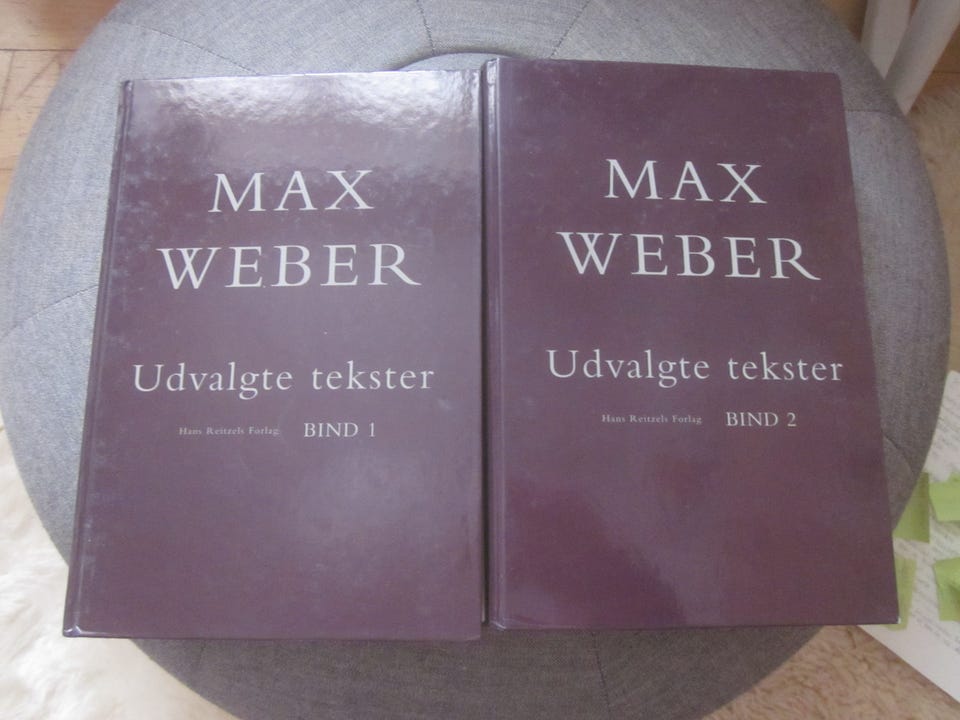 MAX
WEBER
Udvalgte tekster
Hans Reitzels Forlag BIND 1
MAX
WEBER
Udvalgte tekster
Hans Reitzels Forlag BIND 2